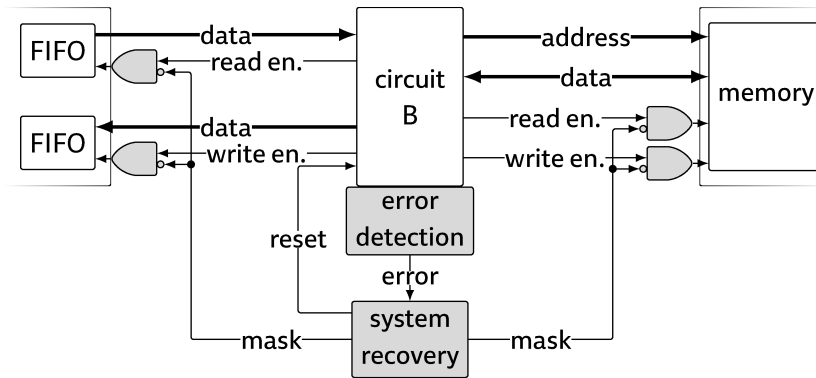 FIFO
data
read en.
FIFO
data
write en.
circuit
B
address
data
read en.
write en.
memory
error
detection
reset
error
system
recovery
mask
mask